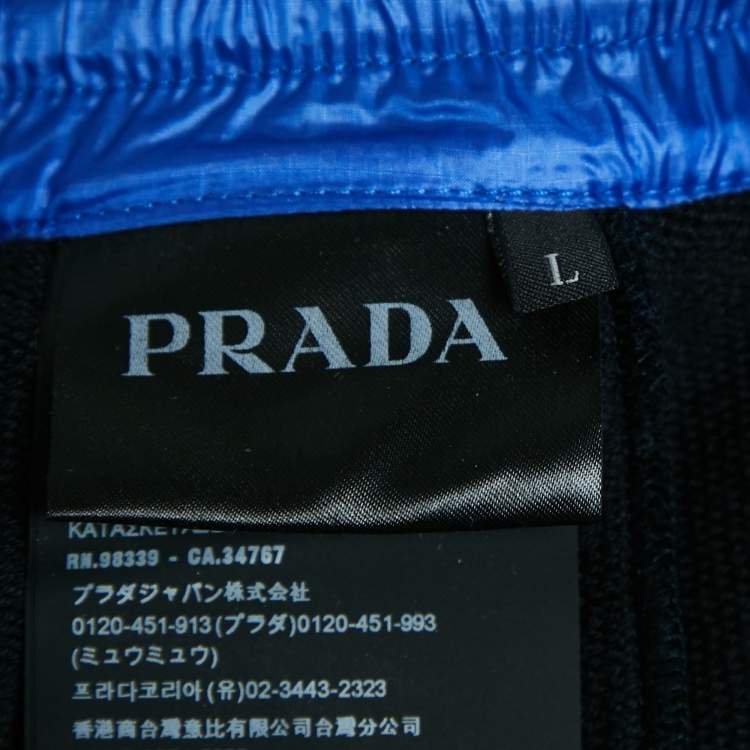 L
PRADA
RN.98339 - CA.34767
プラダジャパン株式会社
0120-451-913(プラダ)0120-451-993
(ミュウミュウ)
프라다코리아(유)02-3443-2323
香港商台灣意比有限公司台灣分公司